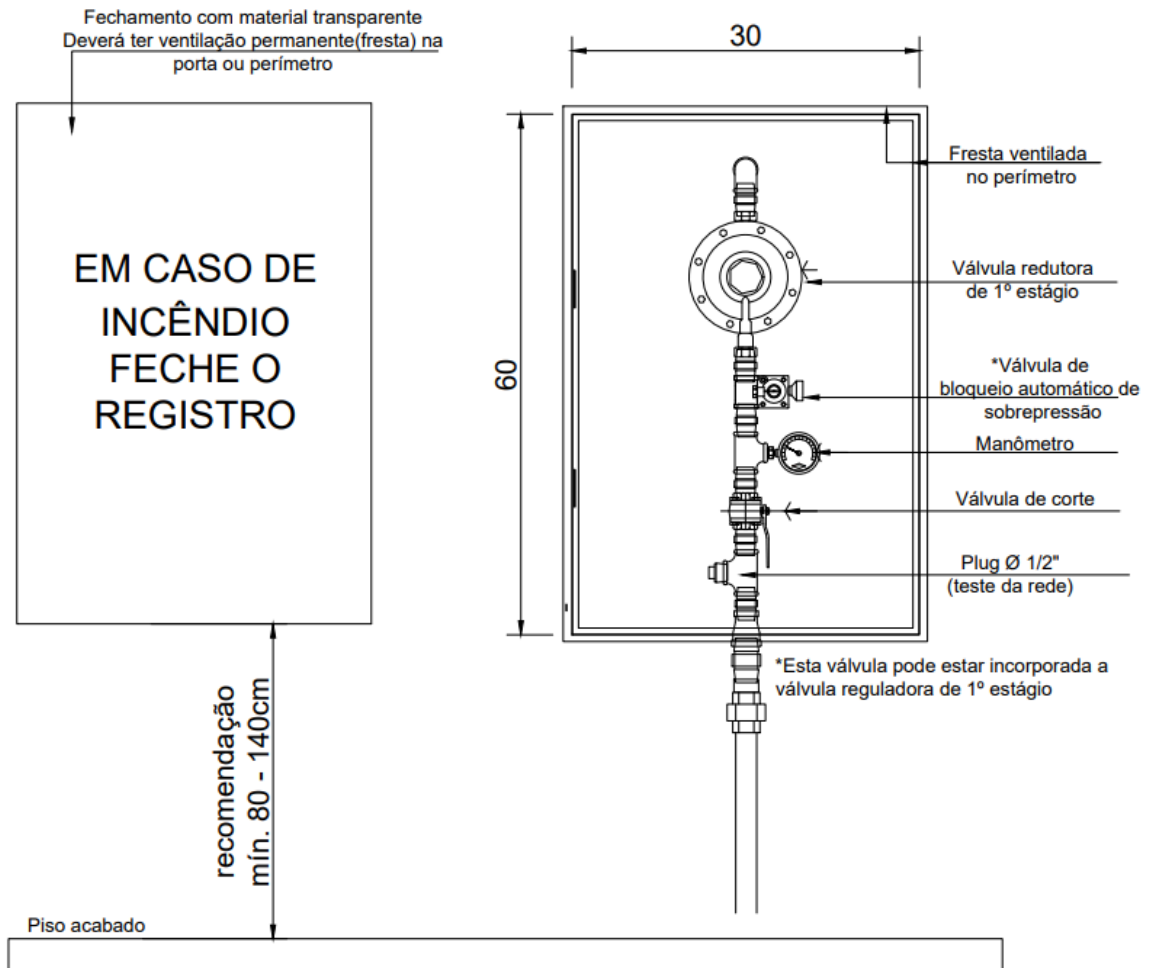 Fechamento com material transparente
Deverá ter ventilação permanente(fresta) na
porta ou perímetro
30
EM CASO DE
INCÊNDIO
FECHE O
REGISTRO
60
Fresta ventilada
no perímetro
Válvula redutora
de 1º estágio
*Válvula de
bloqueio automático de
sobrepressão
Manômetro
Válvula de corte
Plug Ø 1/2"
(teste da rede)
*Esta válvula pode estar incorporada a
válvula reguladora de 1º estágio
recomendação
mín. 80 - 140cm
Piso acabado